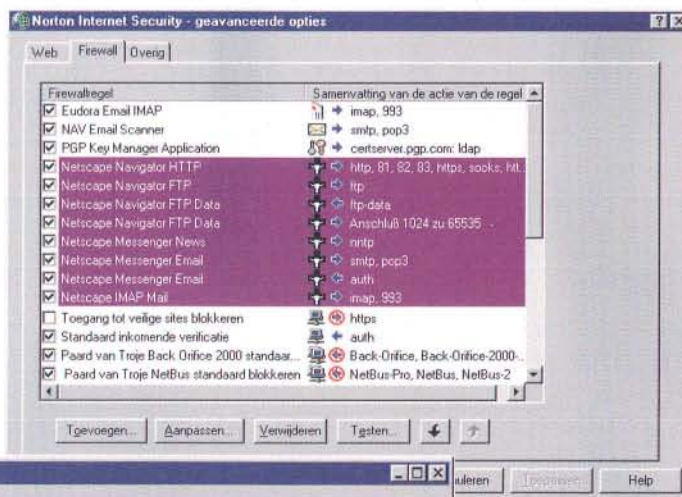 Norton Internet Security - geavanceerde opties
Web Firewall Overig
Firewallregel Samenvatting van de actie van de regel
Eudora Email IMAP imap, 993
NAV Email Scanner smtp, pop3
PGP Key Manager Application certserver.pgp.com: ldap
Netscape Navigator HTTP http, 81, 82, 83, https, socks, htt..
Netscape Navigator FTP ftp
Netscape Navigator FTP Data ftp-data
Netscape Navigator FTP Data Anschluß 1024 zu 65535 -
Netscape Messenger News nntp
Netscape Messenger Email smtp, pop3
Netscape Messenger Email auth
Netscape IMAP Mail imap, 993
Toegang tot veilige sites blokkeren https
Standaard inkomende verificatie auth
Paard van Troje Back Orifice 2000 standaar... Back-Orifice, Back-Orifice-2000-..
Paard van Troje NetBus standaard blokkeren NetBus-Pro, NetBus, NetBus-2
Toevoegen... Aanpassen... Verwijderen Testen...
uleren Toepassen Help